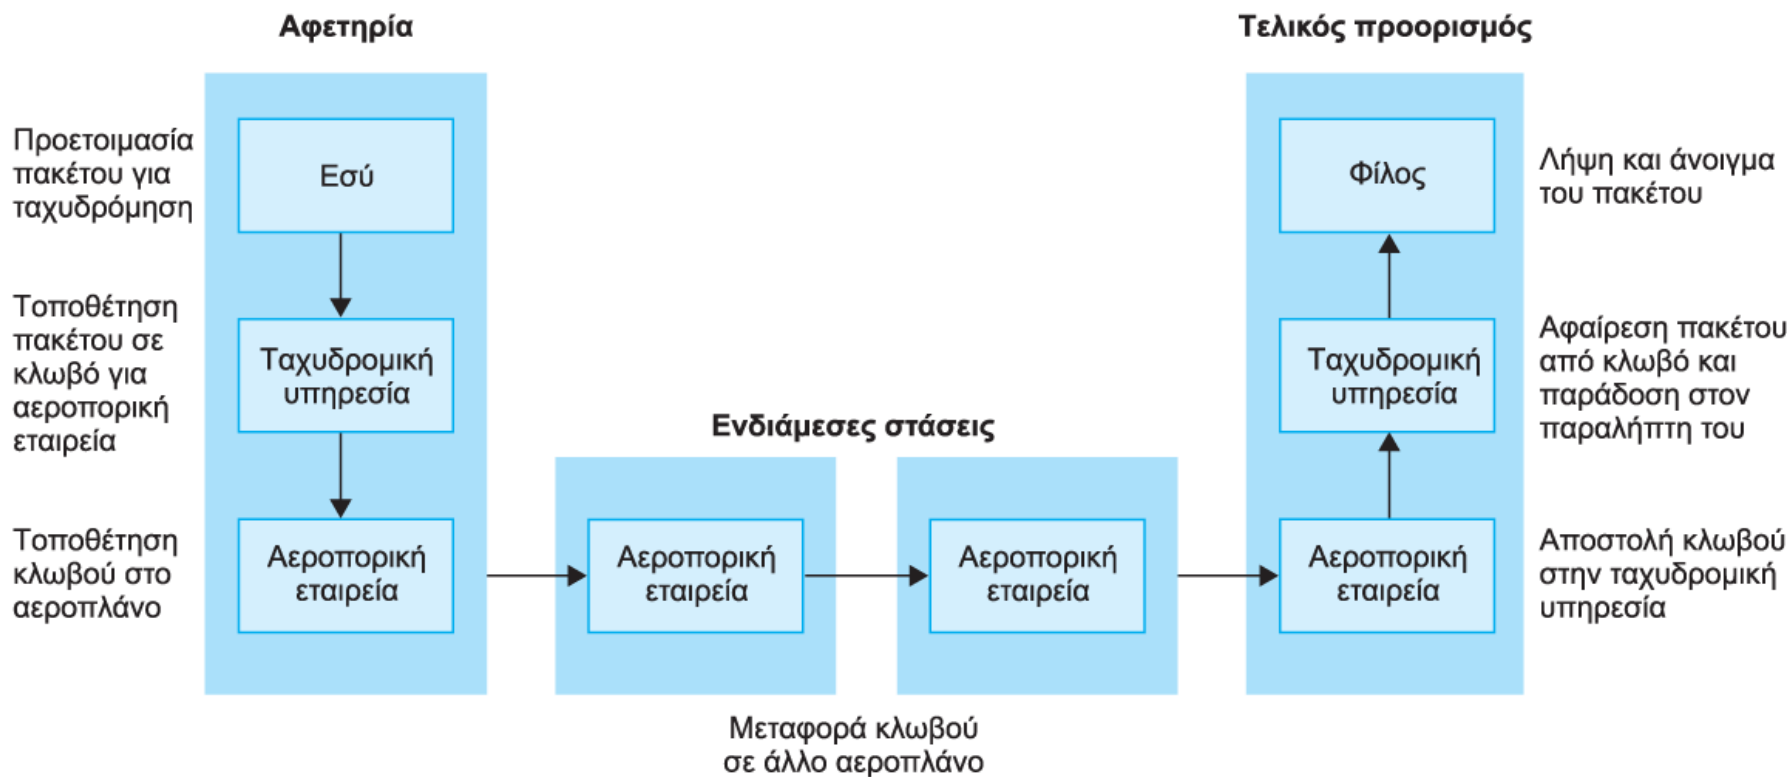 Αφετηρία
Τελικός προορισμός
Προετοιμασία
πακέτου για
ταχυδρόμηση
Εσύ
Φίλος
Λήψη και άνοιγμα
του πακέτου
Τοποθέτηση
πακέτου σε
κλωβό για
αεροπορική
εταιρεία
Ταχυδρομική
υπηρεσία
Ταχυδρομική
υπηρεσία
Αφαίρεση πακέτου
από κλωβό και
παράδοση στον
παραλήπτη του
Ενδιάμεσες στάσεις
Τοποθέτηση
κλωβού στο
αεροπλάνο
Αεροπορική
εταιρεία
Αεροπορική
εταιρεία
Αεροπορική
εταιρεία
Αεροπορική
εταιρεία
Αποστολή κλωβού
στην ταχυδρομική
υπηρεσία
Μεταφορά κλωβού
σε άλλο αεροπλάνο